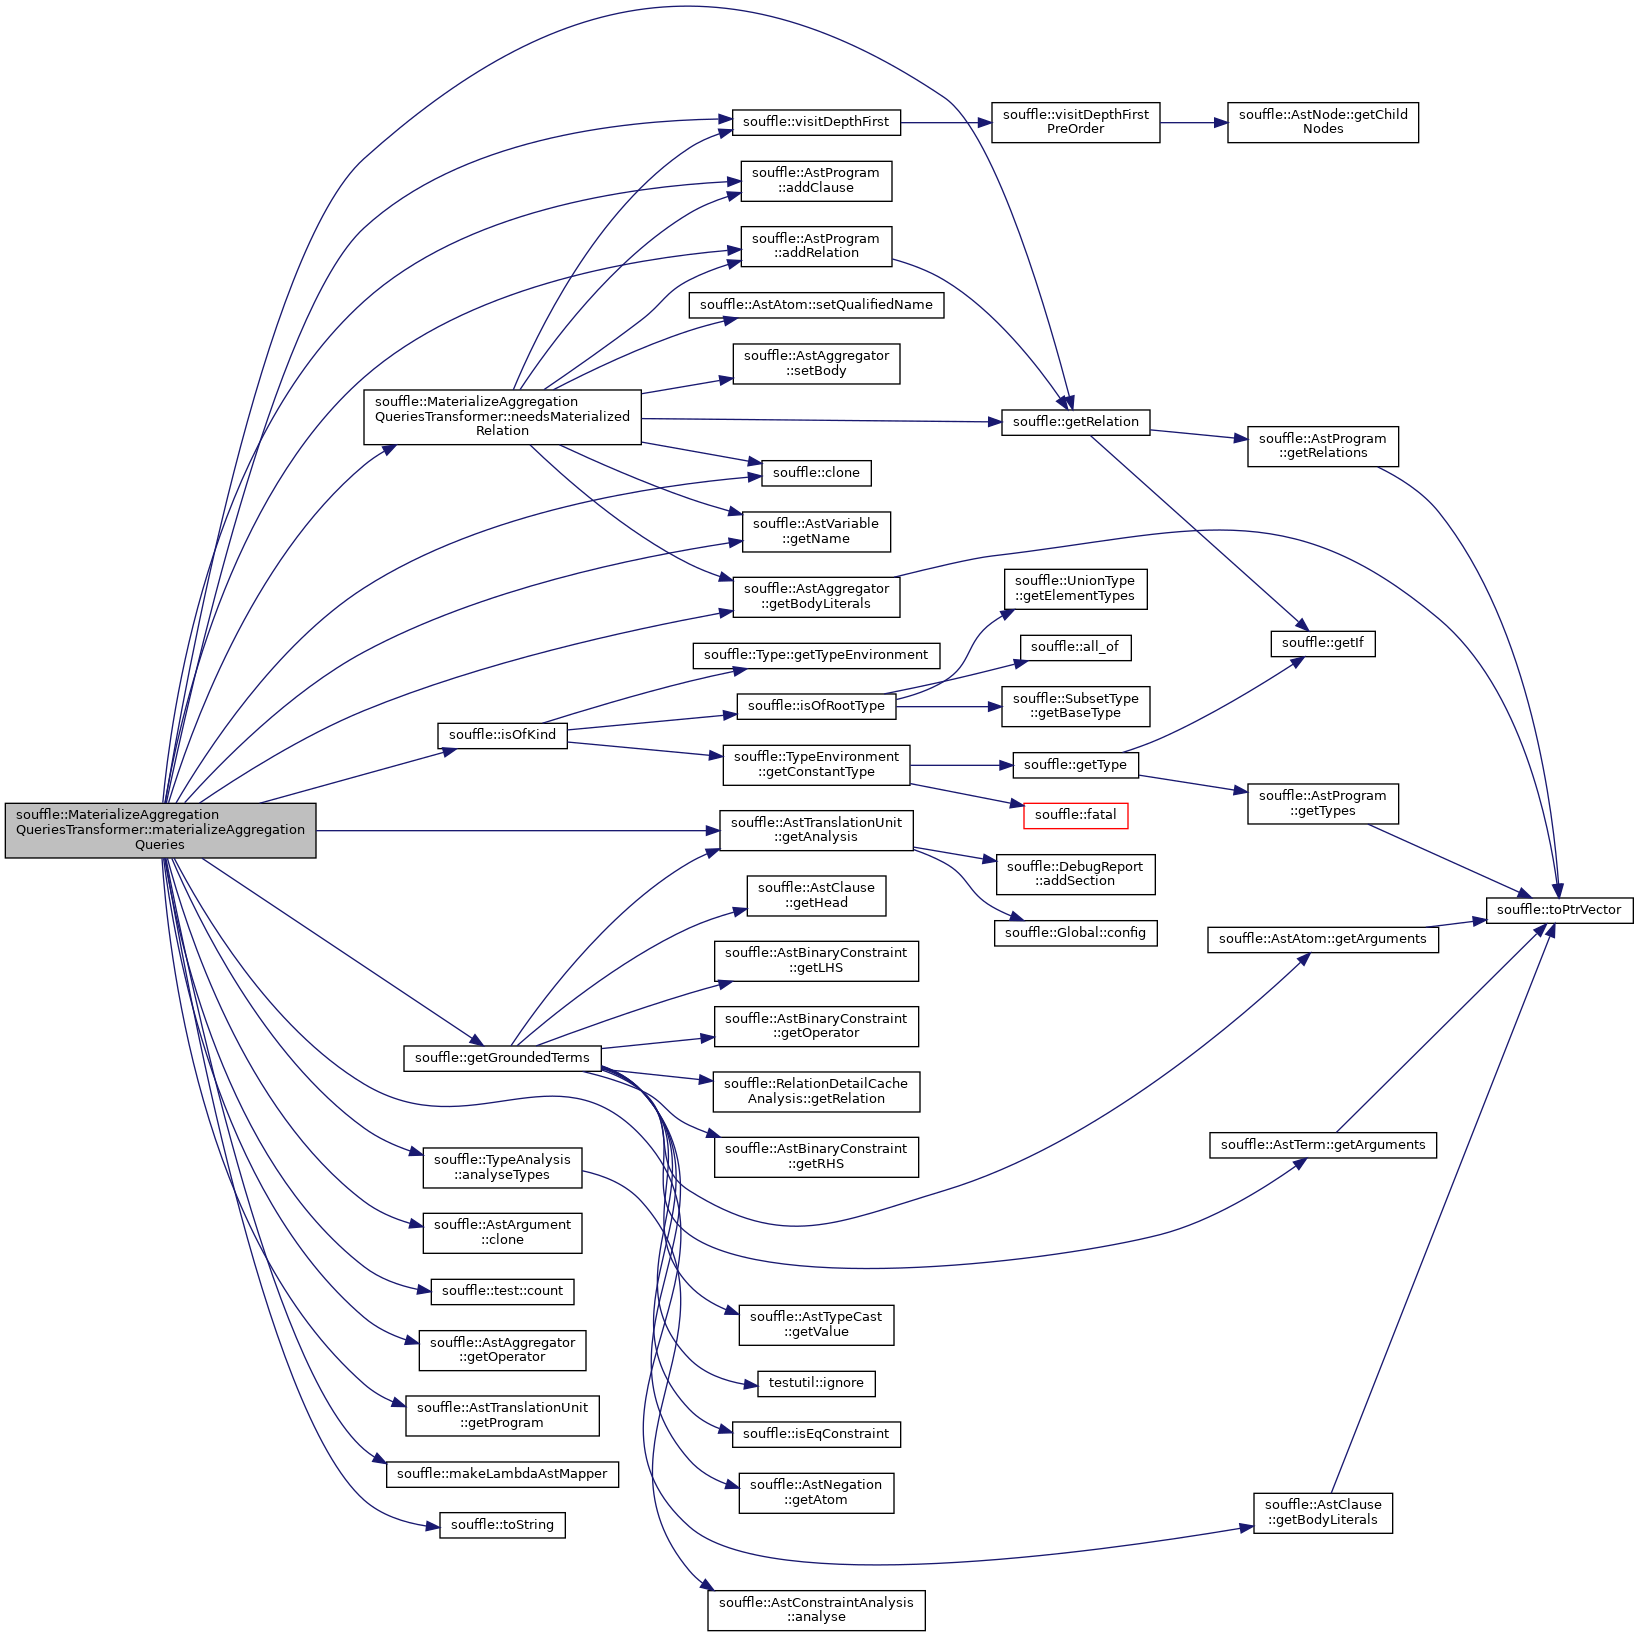 souffle::MaterializeAggregation
QueriesTransformer::materializeAggregation
Queries
souffle::MaterializeAggregation
QueriesTransformer::needsMaterialized
Relation
souffle::isOfKind
souffle::getGroundedTerms
souffle::TypeAnalysis
::analyseTypes
souffle::AstArgument
::clone
souffle::test::count
souffle::AstAggregator
::getOperator
souffle::AstTranslationUnit
::getProgram
souffle::makeLambdaAstMapper
souffle::toString
souffle::visitDepthFirst
souffle::AstProgram
::addClause
souffle::AstProgram
::addRelation
souffle::AstAtom::setQualifiedName
souffle::AstAggregator
::setBody
souffle::clone
souffle::AstVariable
::getName
souffle::AstAggregator
::getBodyLiterals
souffle::Type::getTypeEnvironment
souffle::isOfRootType
souffle::TypeEnvironment
::getConstantType
souffle::AstTranslationUnit
::getAnalysis
souffle::AstClause
::getHead
souffle::AstBinaryConstraint
::getLHS
souffle::AstBinaryConstraint
::getOperator
souffle::RelationDetailCache
Analysis::getRelation
souffle::AstBinaryConstraint
::getRHS
souffle::AstTypeCast
::getValue
testutil::ignore
souffle::isEqConstraint
souffle::AstNegation
::getAtom
souffle::AstConstraintAnalysis
::analyse
souffle::visitDepthFirst
PreOrder
souffle::getRelation
souffle::UnionType
::getElementTypes
souffle::all_of
souffle::SubsetType
::getBaseType
souffle::getType
souffle::fatal
souffle::DebugReport
::addSection
souffle::Global::config
souffle::AstNode::getChild
Nodes
souffle::AstProgram
::getRelations
souffle::getIf
souffle::AstProgram
::getTypes
souffle::AstAtom::getArguments
souffle::AstTerm::getArguments
souffle::AstClause
::getBodyLiterals
souffle::toPtrVector